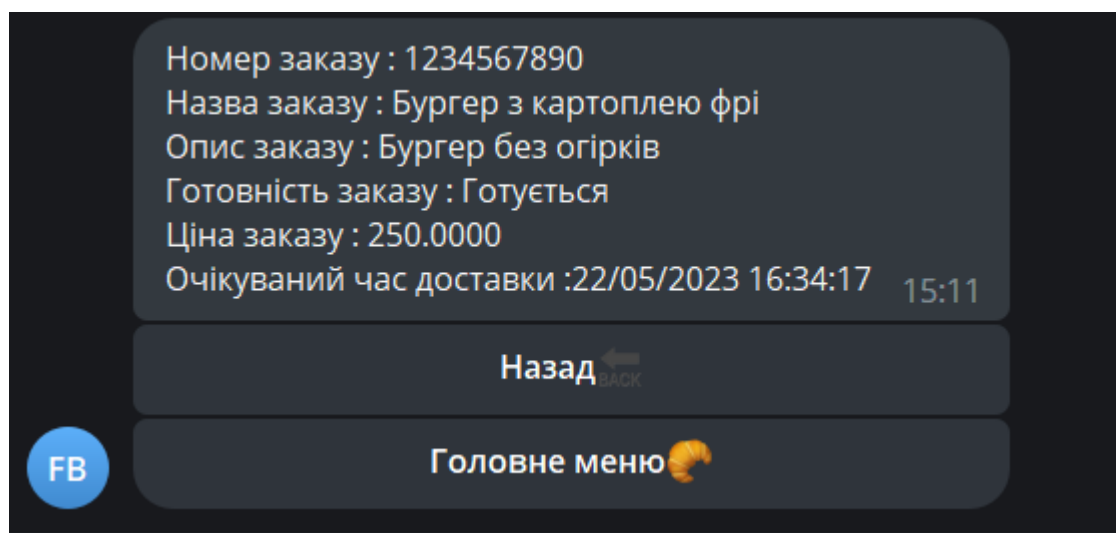 Номер заказу : 1234567890
Назва заказу : Бургер з картоплею фрі
Опис заказу : Бургер без огірків
Готовність заказу : Готується
Ціна заказу : 250.0000
Очікуваний час доставки :22/05/2023 16:34:17 15:11
Назад BACK
Головне меню
FB